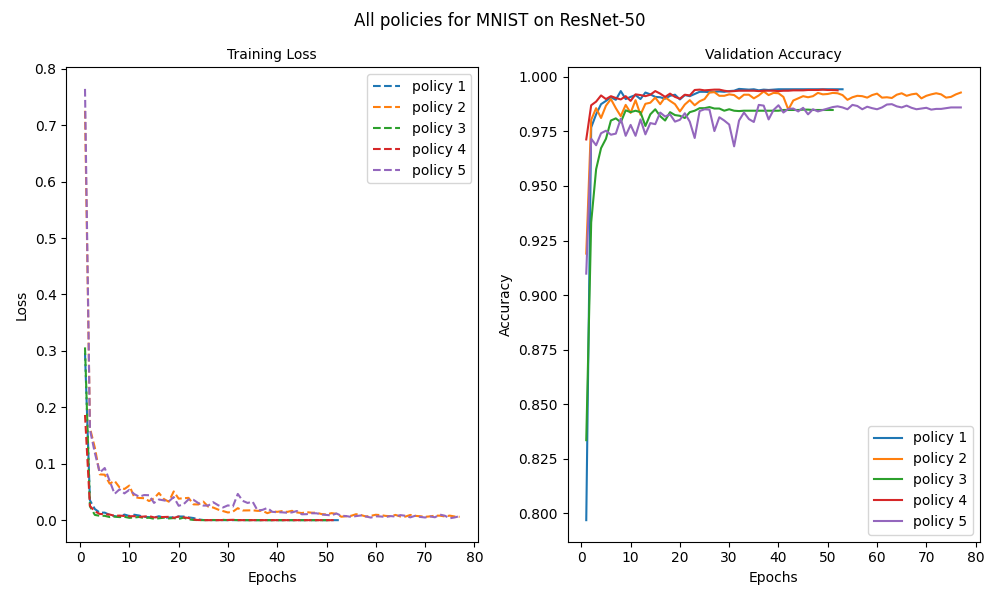 All policies for MNIST on ResNet-50
Training Loss
Loss
0.8
0.7
0.6
0.5
0.4
0.3
0.2
0.1
0.0
policy 1
policy 2
policy 3
policy 4
policy 5
0 10 20 30 40 50 60 70 80
Epochs
Validation Accuracy
Accuracy
1.000
0.975
0.950
0.925
0.900
0.875
0.850
0.825
0.800
policy 1
policy 2
policy 3
policy 4
policy 5
0 10 20 30 40 50 60 70 80
Epochs